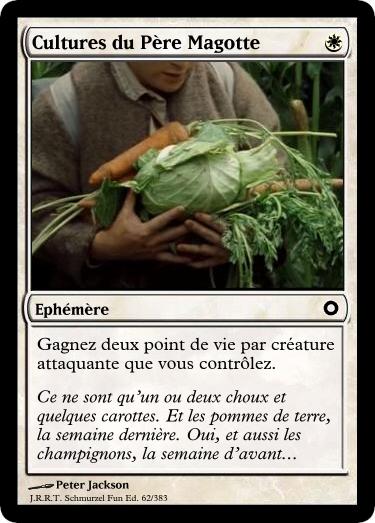 Cultures du Père Magotte
Ephémère
Gagnez deux point de vie par créature
attaquante que vous contrôlez.
Ce ne sont qu'un ou deux choux et
quelques carottes. Et les pommes de terre,
la semaine dernière. Oui, et aussi les
champignons, la semaine d'avant...
Peter Jackson
J.R.R.T. Schmurzel Fun Ed. 62/383